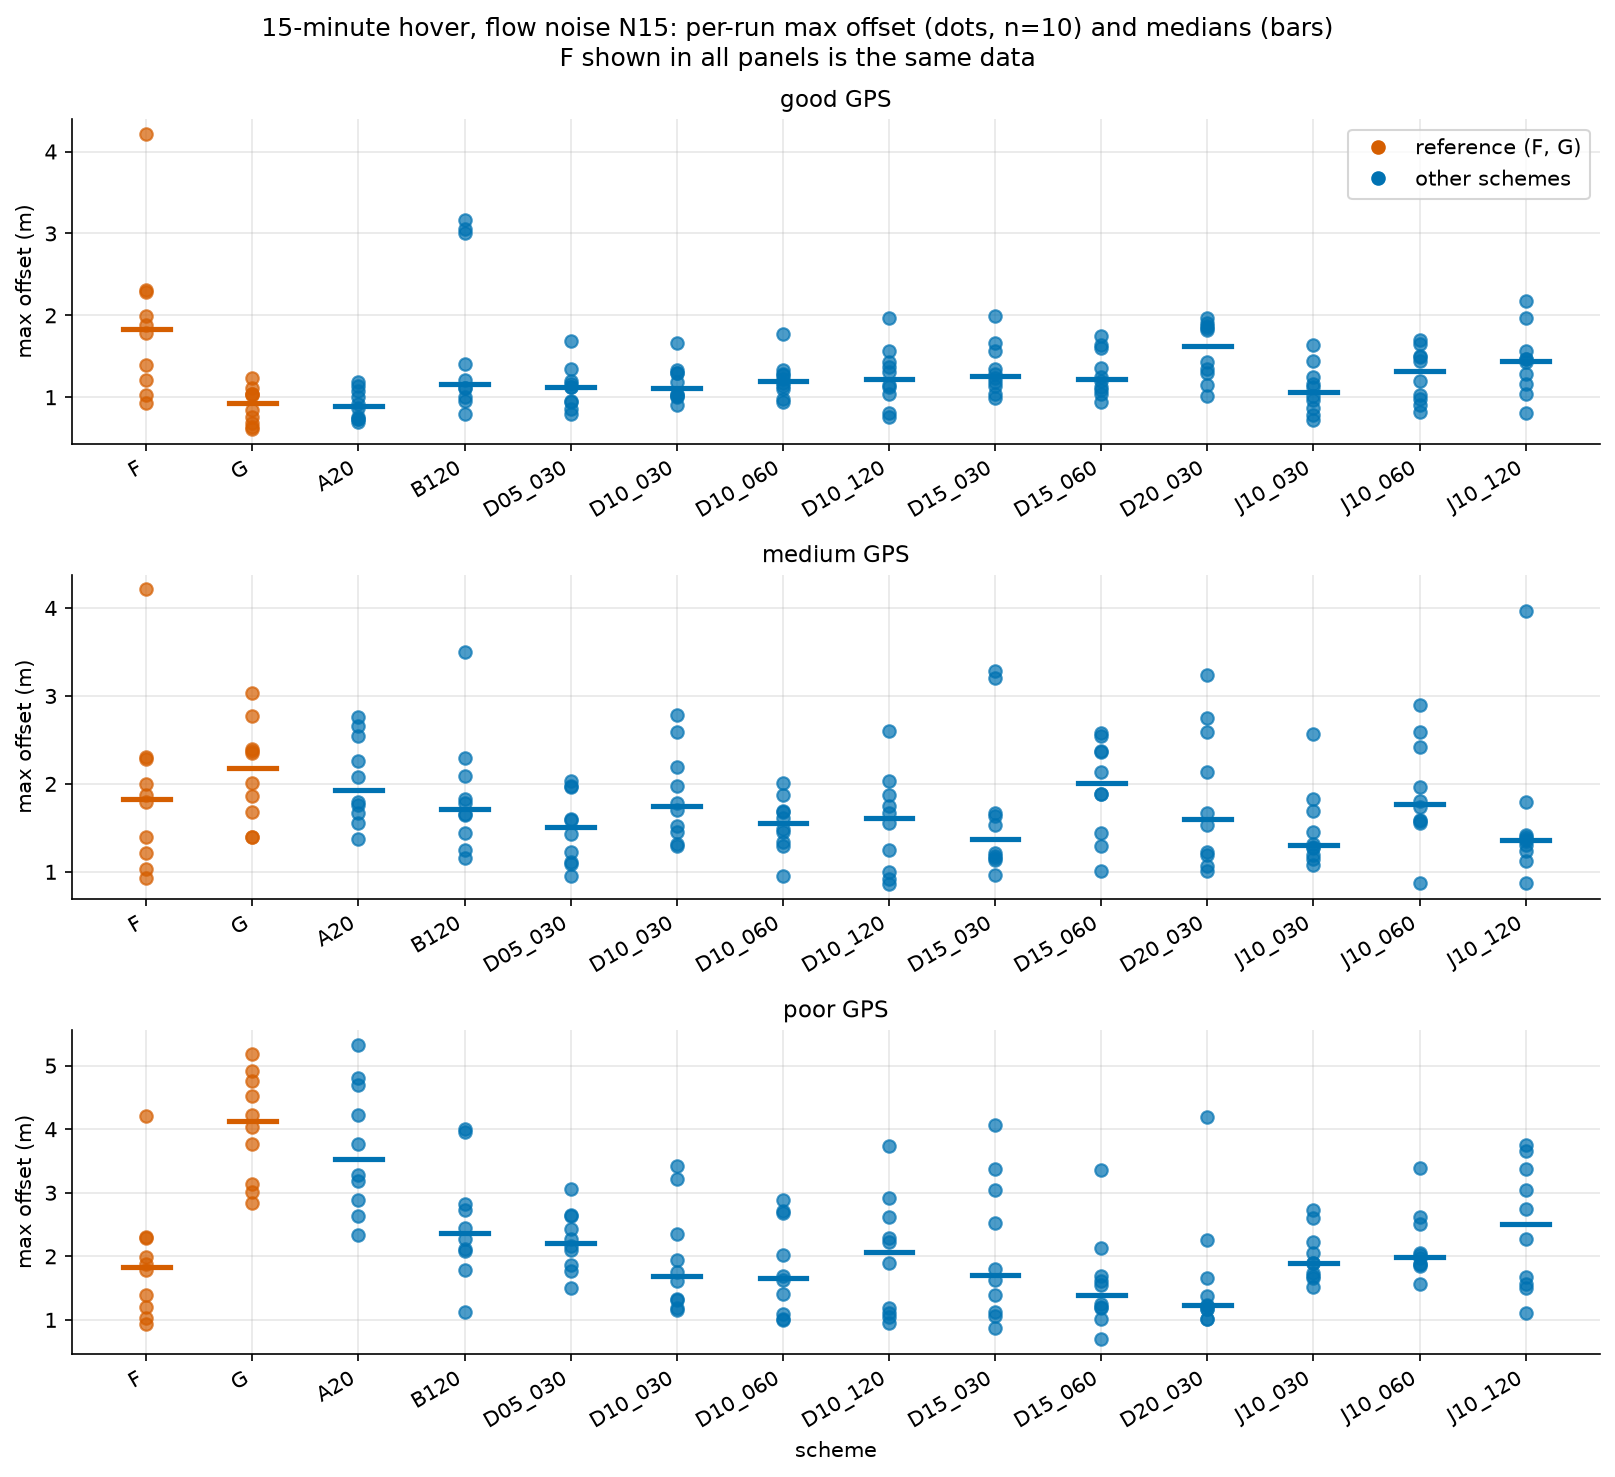 15-minute hover, flow noise N15: per-run max offset (dots, n=10) and medians (bars)
F shown in all panels is the same data
good GPS
max offset (m)
4
3
2
1
reference (F, G)
other schemes
F
G
A20
B120
D05_030
D10_030
D10_060
D10_120
D15_030
D15_060
D20_030
J10_030
J10_060
J10_120
medium GPS
max offset (m)
4
3
2
1
F
G
A20
B120
D05_030
D10_030
D10_060
D10_120
D15_030
D15_060
D20_030
J10_030
J10_060
J10_120
poor GPS
max offset (m)
5
4
3
2
1
F
G
A20
B120
D05_030
D10_030
D10_060
D10_120
D15_030
D15_060
D20_030
J10_030
J10_060
J10_120
scheme